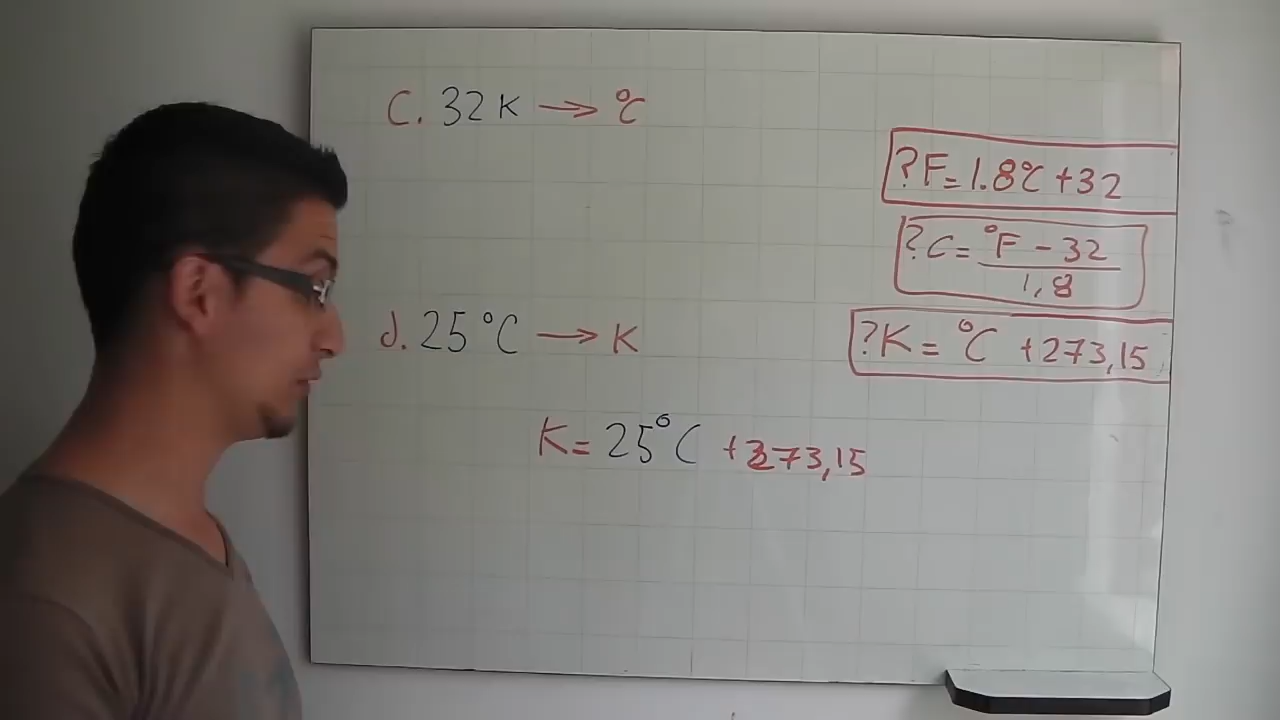 C. 32 K → °C
?F = 1.8°C + 32
?C = °F - 32
1,8
d. 25 °C → K
?K = °C + 273,15
K = 25°C + 273,15